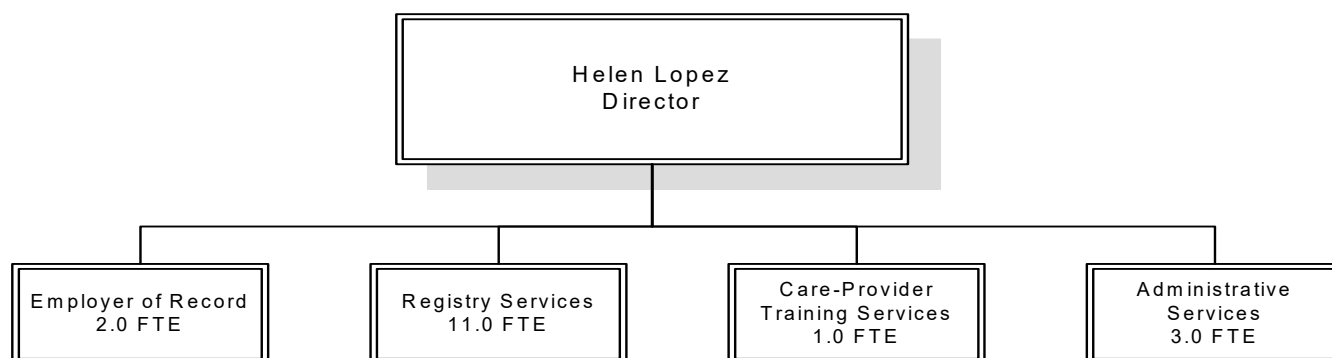 Helen Lopez
Director
Employer of Record
2.0 FTE
Registry Services
11.0 FTE
Care-Provider
Training Services
1.0 FTE
Administrative
Services
3.0 FTE